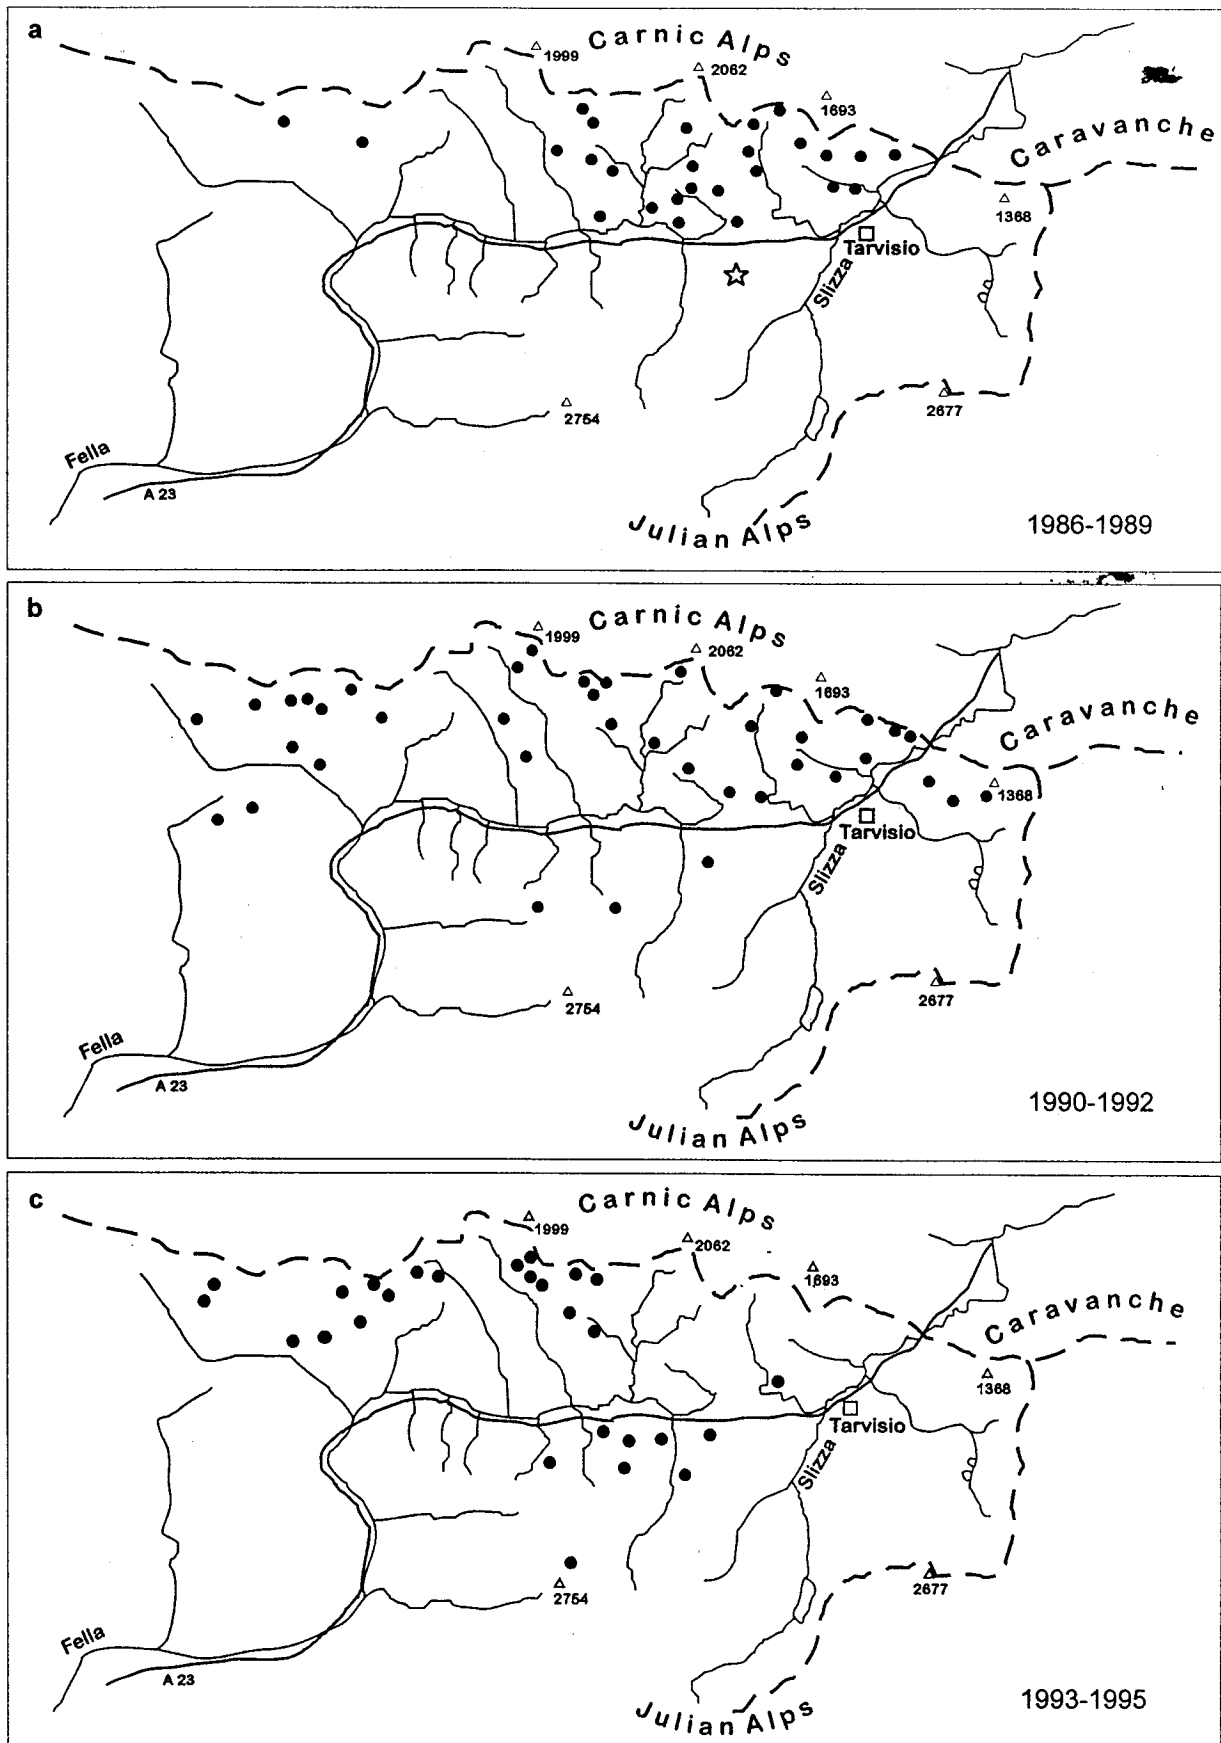 a
Carnic Alps
1999
2062
1693
Caravanche
1368
Tarvisio
Slizza
2677
2754
Fella
A 23
Julian Alps
1986-1989
b
Carnic Alps
1999
2062
1693
Caravanche
1368
Tarvisio
Slizza
2677
2754
Fella
A 23
Julian Alps
1990-1992
c
Carnic Alps
1999
2062
1693
Caravanche
1368
Tarvisio
Slizza
2677
2754
Fella
A 23
Julian Alps
1993-1995